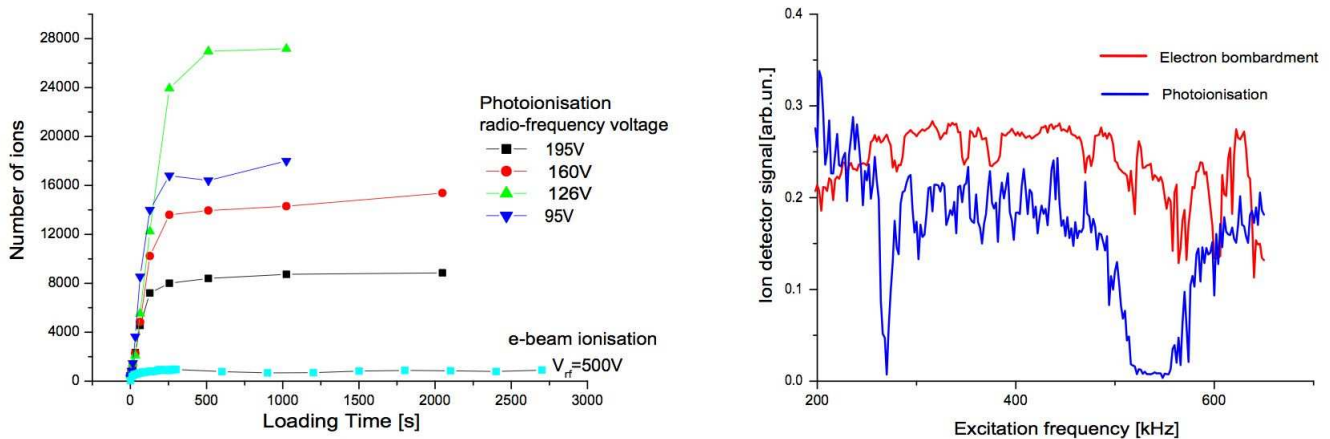 Number of ions
28000
24000
20000
16000
12000
8000
4000
0
0 500 1000 1500 2000 2500 3000
Loading Time [s]
Photoionisation
radio-frequency voltage
195V
160V
126V
95V
e-beam ionisation
Vrf=500V
Ion detector signal[arb.un.]
0.4
0.3
0.2
0.1
0.0
200 400 600
Excitation frequency [kHz]
Electron bombardment
Photoionisation